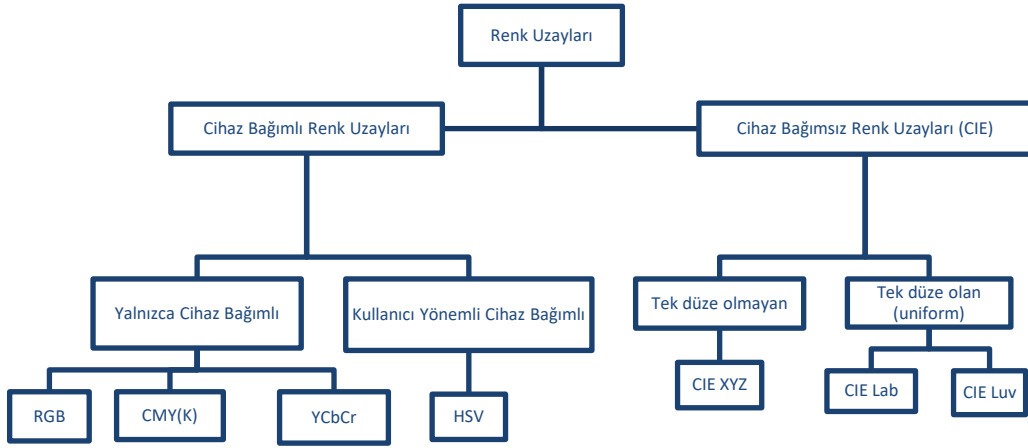 Renk Uzayları
Cihaz Bağımlı Renk Uzayları
Cihaz Bağımsız Renk Uzayları (CIE)
Yalnızca Cihaz Bağımlı
Kullanıcı Yönemli Cihaz Bağımlı
Tek düze olmayan
Tek düze olan
(uniform)
RGB
CMY(K)
YCbCr
HSV
CIE XYZ
CIE Lab
CIE Luv